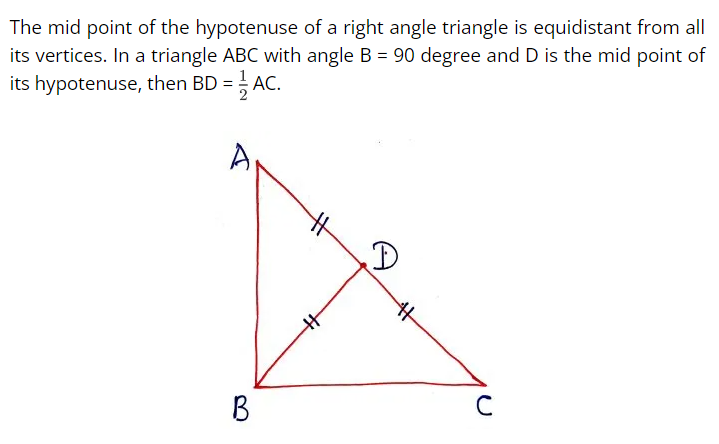 The mid point of the hypotenuse of a right angle triangle is equidistant from all
its vertices. In a triangle ABC with angle B = 90 degree and D is the mid point of
its hypotenuse, then BD = 1/2 AC.
A
D
B
C